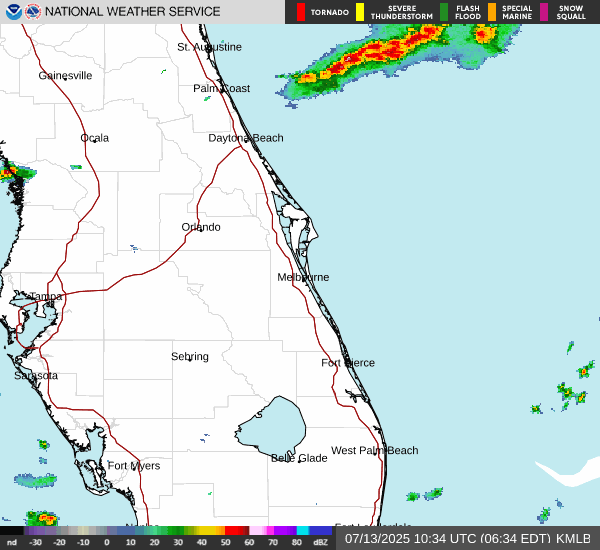 NATIONAL WEATHER SERVICE
TORNADO
SEVERE THUNDERSTORM
FLASH FLOOD
SPECIAL MARINE
SNOW SQUALL
St. Augustine
Gainesville
Palm Coast
Ocala
Daytona Beach
Orlando
Melbourne
Tampa
Sebring
Fort Pierce
Sarasota
West Palm Beach
Belle Glade
Fort Myers
nd -30 -20 -10 0 10 20 30 40 50 60 70 80 dBZ
07/13/2025 10:34 UTC (06:34 EDT) KMLB